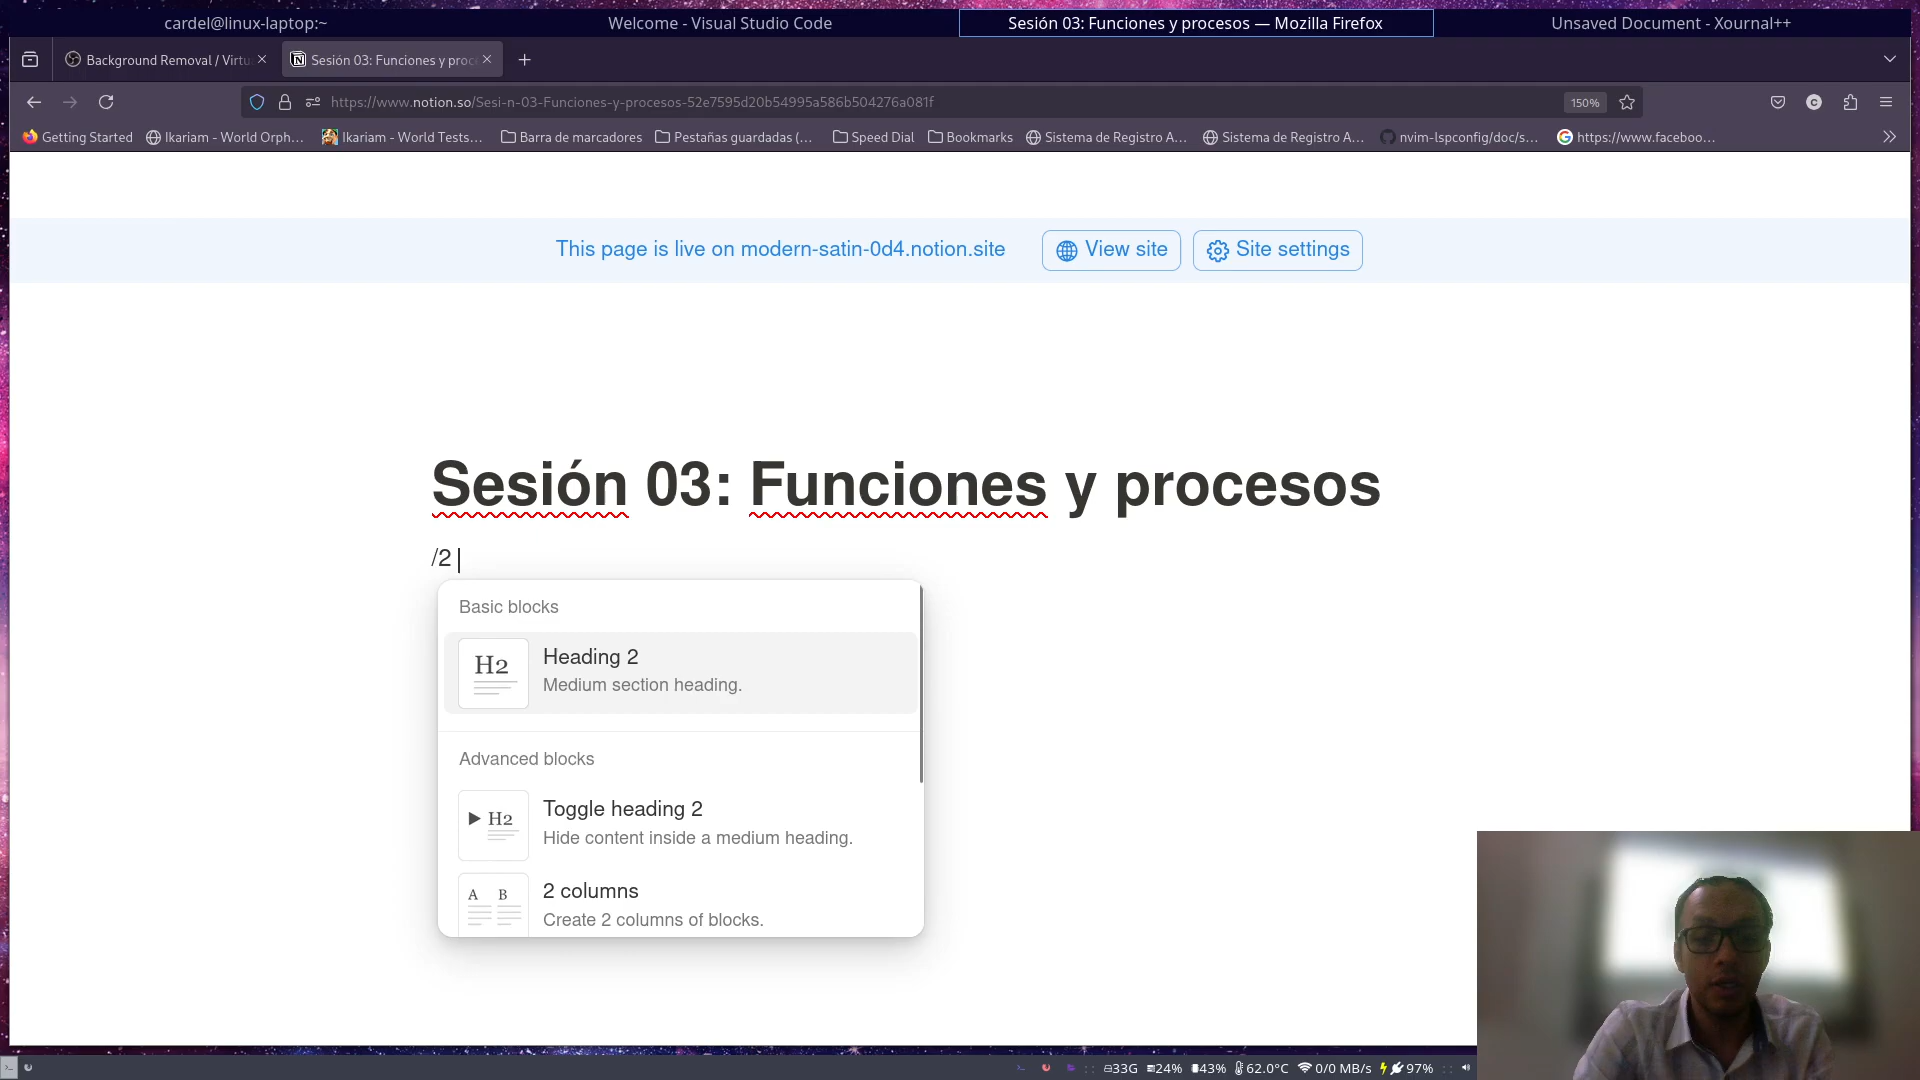 cardel@linux-laptop:~
Welcome - Visual Studio Code
Sesión 03: Funciones y procesos — Mozilla Firefox
Unsaved Document - Xournal++
Background Removal / Virtu
Sesión 03: Funciones y proc
https://www.notion.so/Sesi-n-03-Funciones-y-procesos-52e7595d20b54995a586b504276a081f
150%
C
Getting Started
Ikariam - World Orph…
Ikariam - World Tests…
Barra de marcadores
Pestañas guardadas (…
Speed Dial
Bookmarks
Sistema de Registro A…
Sistema de Registro A…
nvim-lspconfig/doc/s…
https://www.faceboo…
This page is live on modern-satin-0d4.notion.site
View site
Site settings
Sesión 03: Funciones y procesos
/2
Basic blocks
H2
Heading 2
Medium section heading.
Advanced blocks
H2
Toggle heading 2
Hide content inside a medium heading.
A B
2 columns
Create 2 columns of blocks.
33G 24% 43% 62.0°C 0/0 MB/s 97%